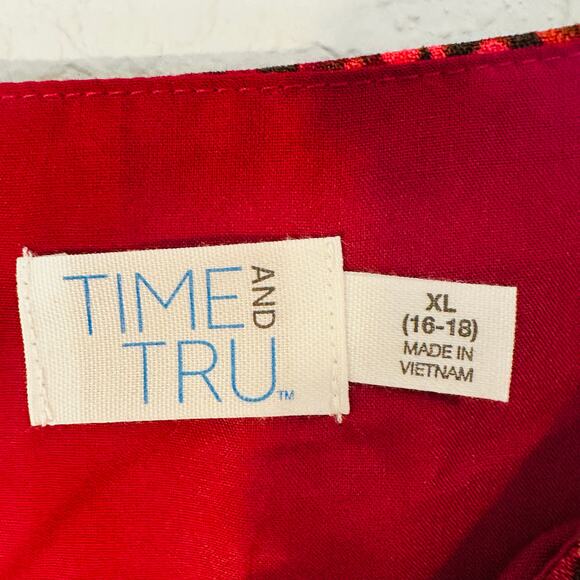 TIME AND
TRU™
XL
(16-18)
MADE IN
VIETNAM